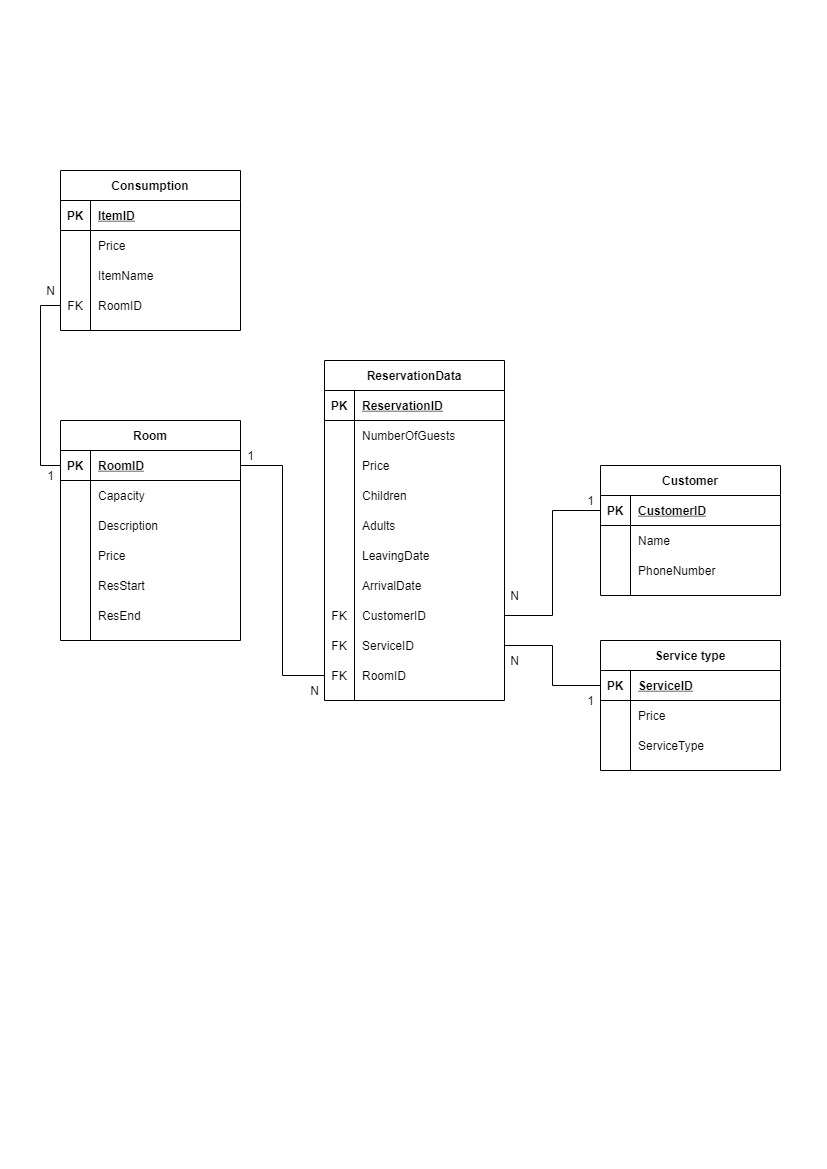 Consumption
PK ItemID
Price
ItemName
N
FK RoomID
Room
1
PK RoomID
1
Capacity
Description
Price
ResStart
ResEnd
ReservationData
PK ReservationID
NumberOfGuests
Price
Children
Adults
LeavingDate
ArrivalDate
N
FK CustomerID
FK ServiceID
N
FK RoomID
N
Customer
1
PK CustomerID
Name
PhoneNumber
Service type
PK ServiceID
1
Price
ServiceType